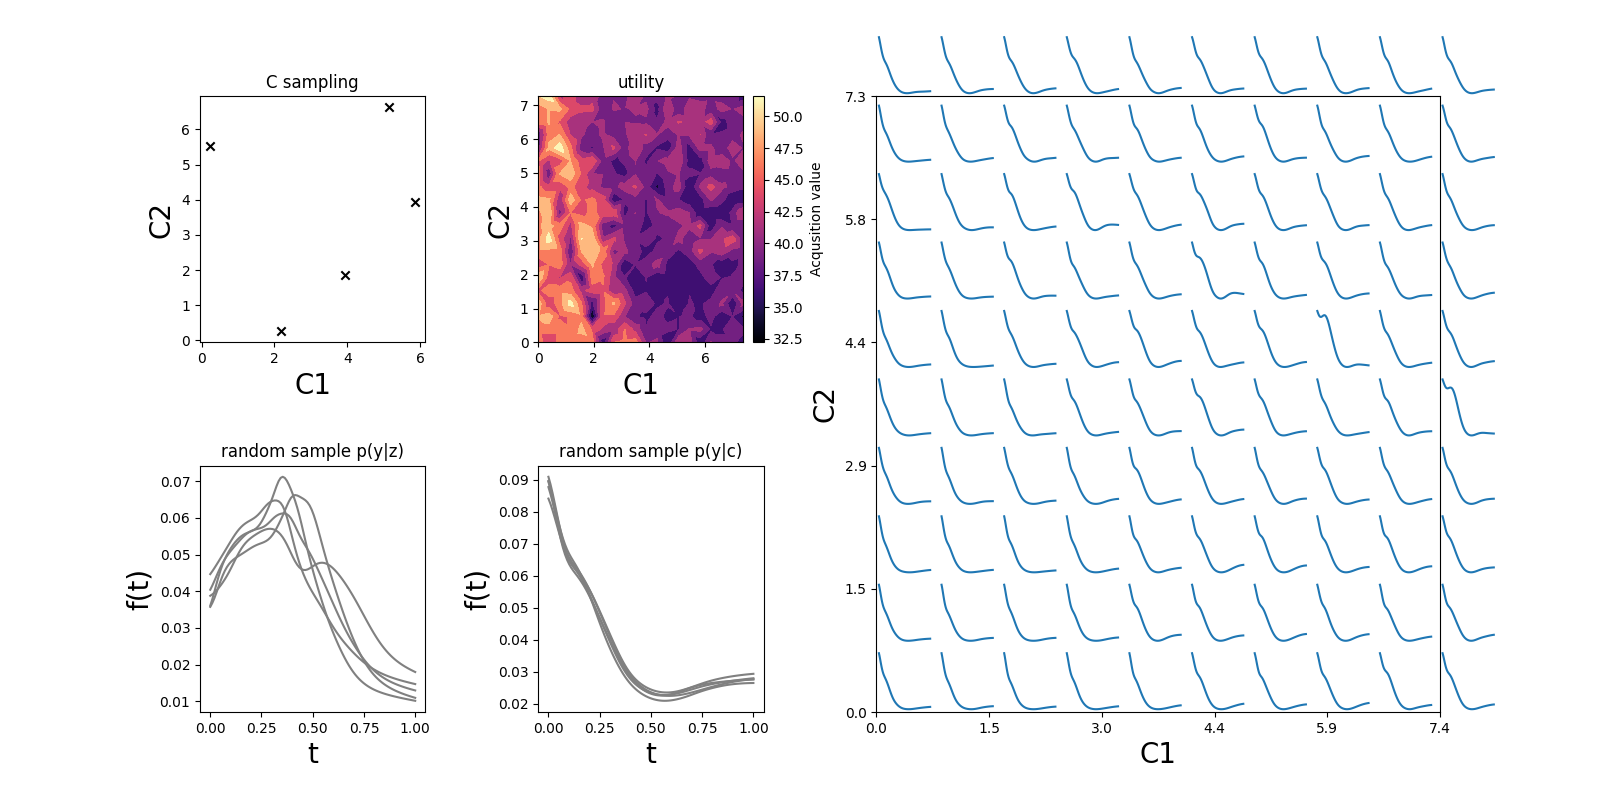 C sampling
C2
6
5
4
3
2
1
0
0 2 4 6
C1
utility
C2
7
6
5
4
3
2
1
0
0 2 4 6
C1
50.0
47.5
45.0
42.5
40.0
37.5
35.0
32.5
Acqusition value
random sample p(y|z)
f(t)
0.07
0.06
0.05
0.04
0.03
0.02
0.01
0.00 0.25 0.50 0.75 1.00
t
random sample p(y|c)
f(t)
0.09
0.08
0.07
0.06
0.05
0.04
0.03
0.02
0.00 0.25 0.50 0.75 1.00
t
C2
7.3
5.8
4.4
2.9
1.5
0.0
0.0 1.5 3.0 4.4 5.9 7.4
C1